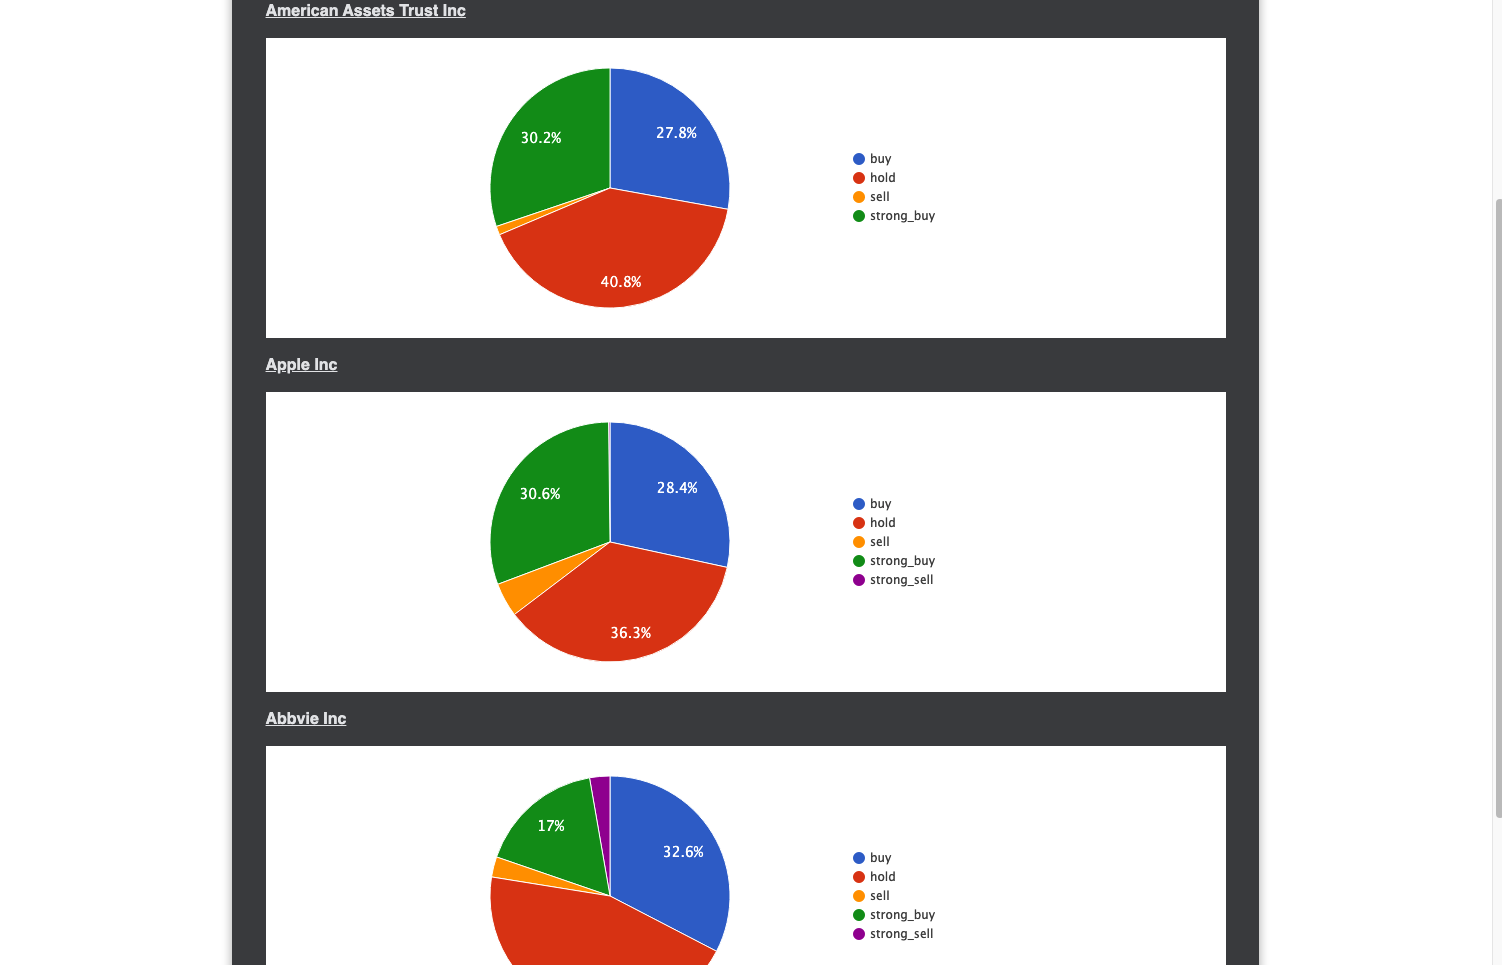 American Assets Trust Inc
30.2%
27.8%
40.8%
buy
hold
sell
strong_buy
Apple Inc
30.6%
28.4%
36.3%
buy
hold
sell
strong_buy
strong_sell
Abbvie Inc
17%
32.6%
buy
hold
sell
strong_buy
strong_sell